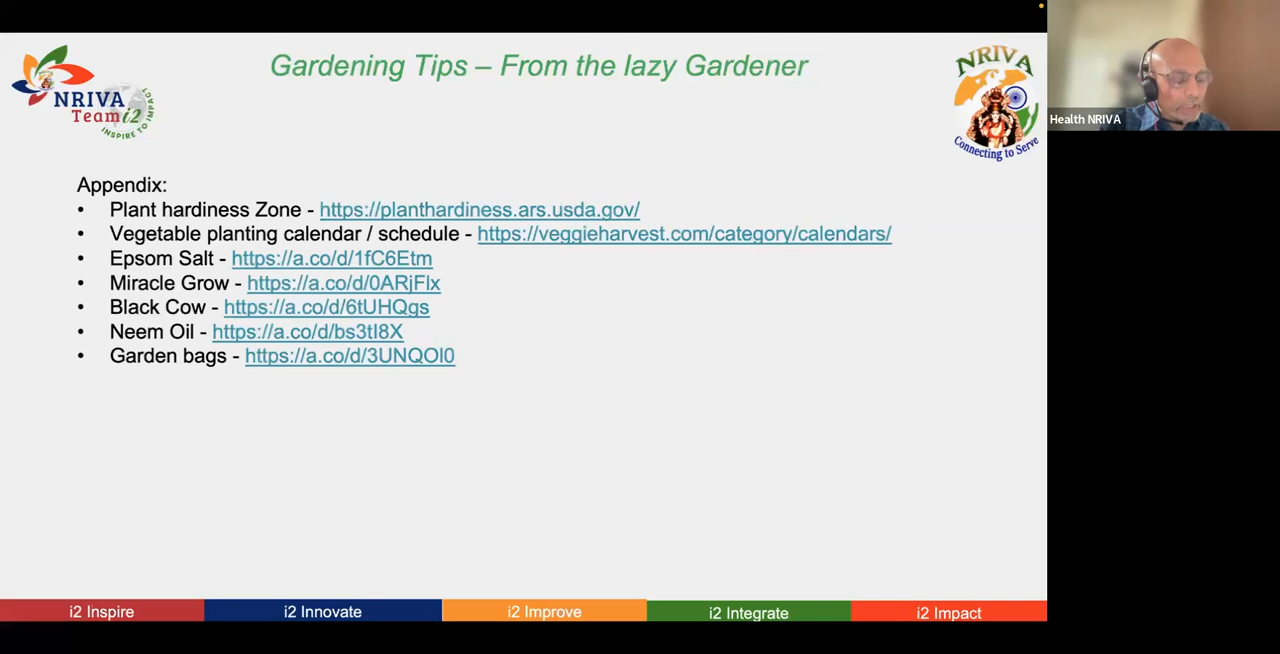 Gardening Tips – From the lazy Gardener
NRIVA
Team i2
INSPIRE TO IMPACT
NRIVA
Connecting to Serve
Health NRIVA
Appendix:
• Plant hardiness Zone - https://planthardiness.ars.usda.gov/
• Vegetable planting calendar / schedule - https://veggieharvest.com/category/calendars/
• Epsom Salt - https://a.co/d/1fC6Etm
• Miracle Grow - https://a.co/d/0ARjFlx
• Black Cow - https://a.co/d/6tUHQgs
• Neem Oil - https://a.co/d/bs3tI8X
• Garden bags - https://a.co/d/3UNQOl0
i2 Inspire
i2 Innovate
i2 Improve
i2 Integrate
i2 Impact